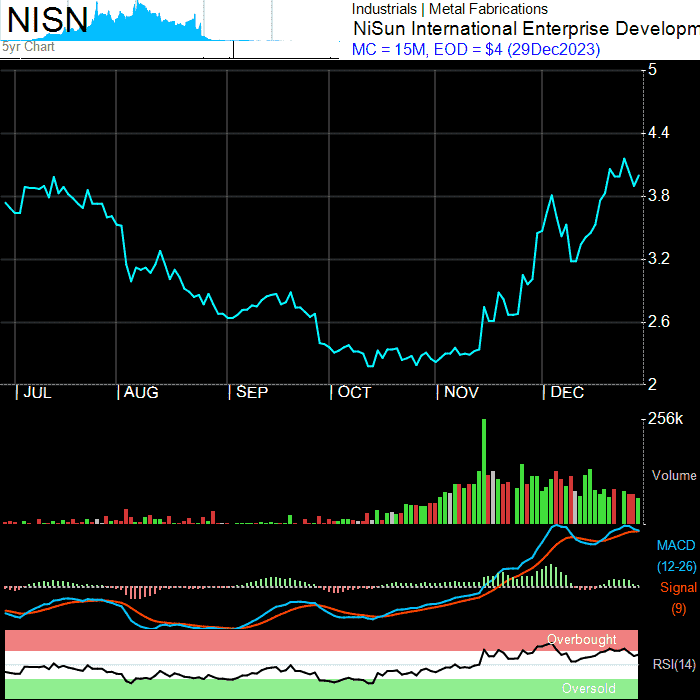 NISN
5yr Chart
Industrials | Metal Fabrications
NiSun International Enterprise Developm
MC = 15M, EOD = $4 (29Dec2023)
5
4.4
3.8
3.2
2.6
2
JUL
AUG
SEP
OCT
NOV
DEC
256k
Volume
MACD
(12-26)
Signal
(9)
Overbought
RSI(14)
Oversold